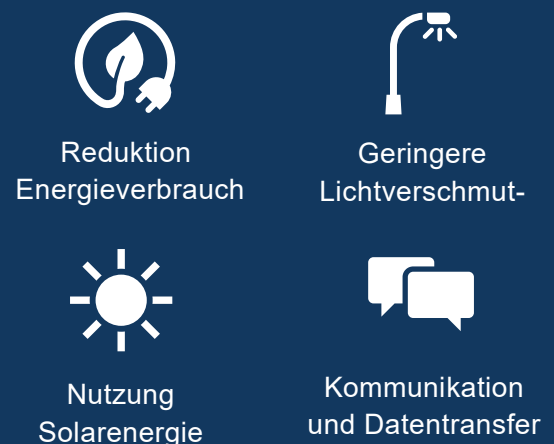 Reduktion
Energieverbrauch
Geringere
Lichtverschmut-
Nutzung
Solarenergie
Kommunikation
und Datentransfer